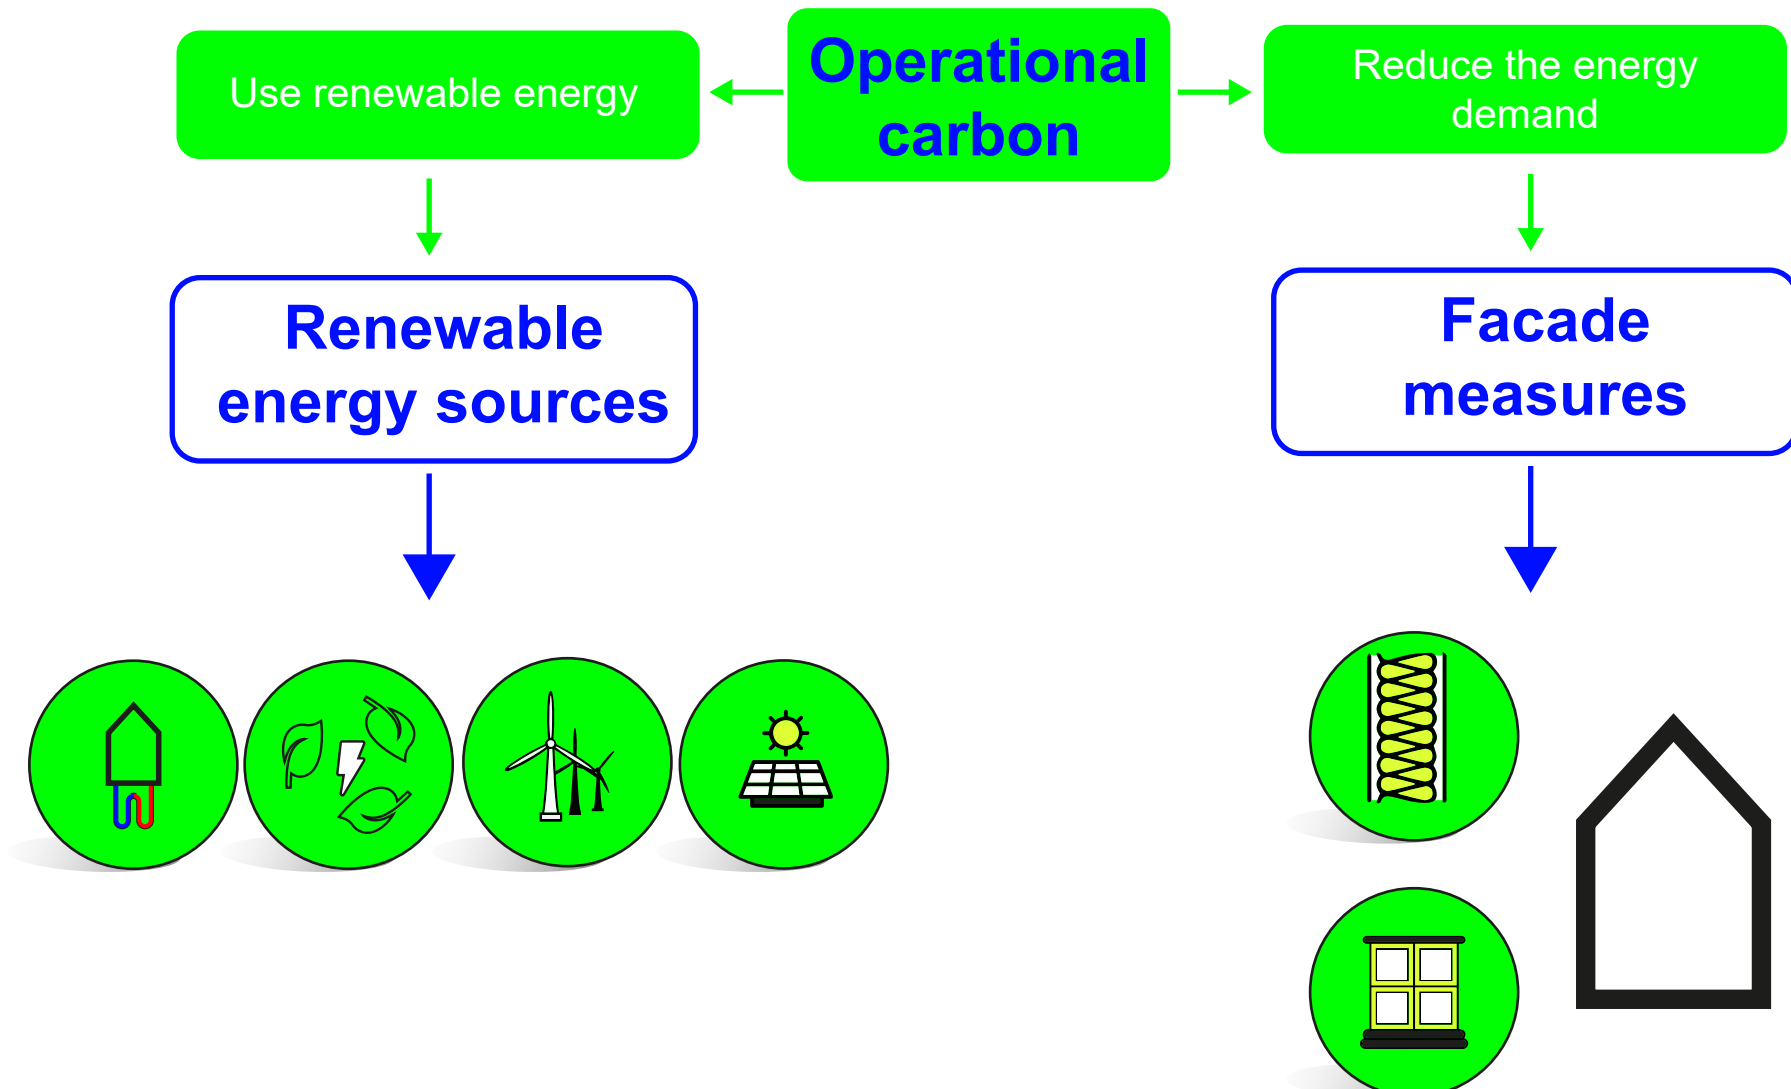 Operational
carbon
Use renewable energy
Reduce the energy
demand
Renewable
energy sources
Facade
measures